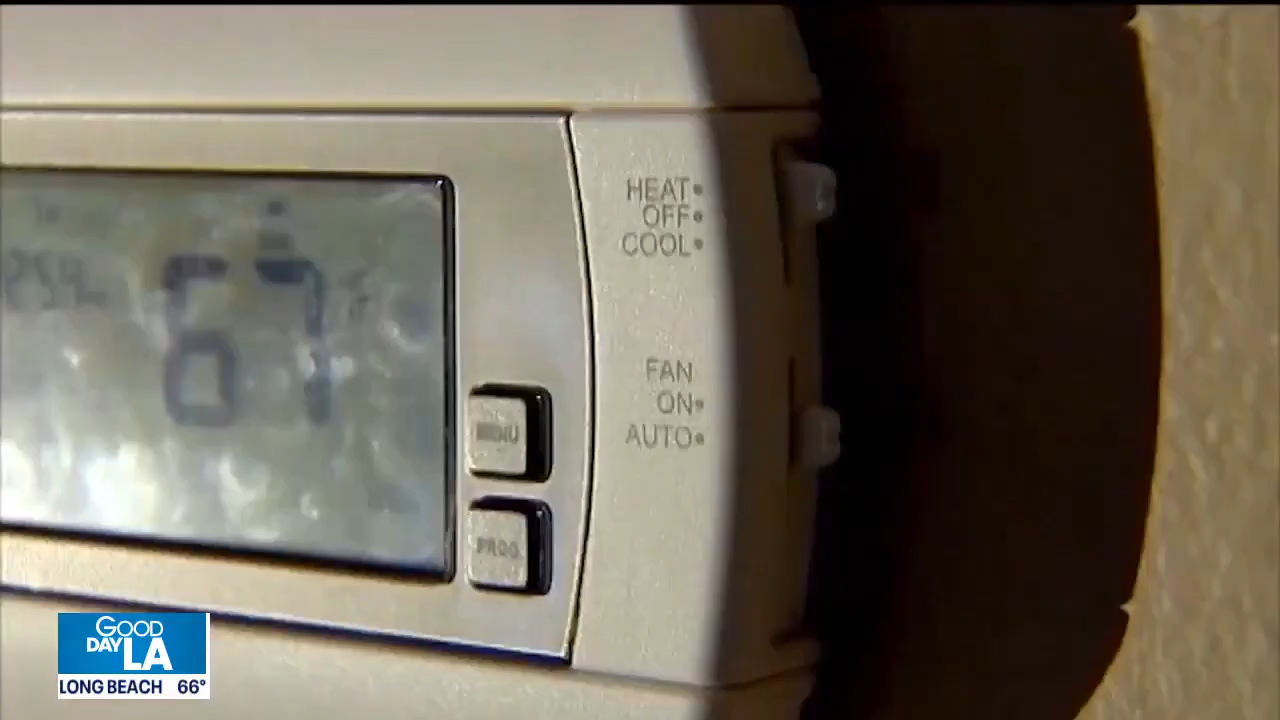 67
HEAT
OFF
COOL
FAN
ON
AUTO
MENU
PROG
GOOD
DAY
LA
LONG BEACH 66°